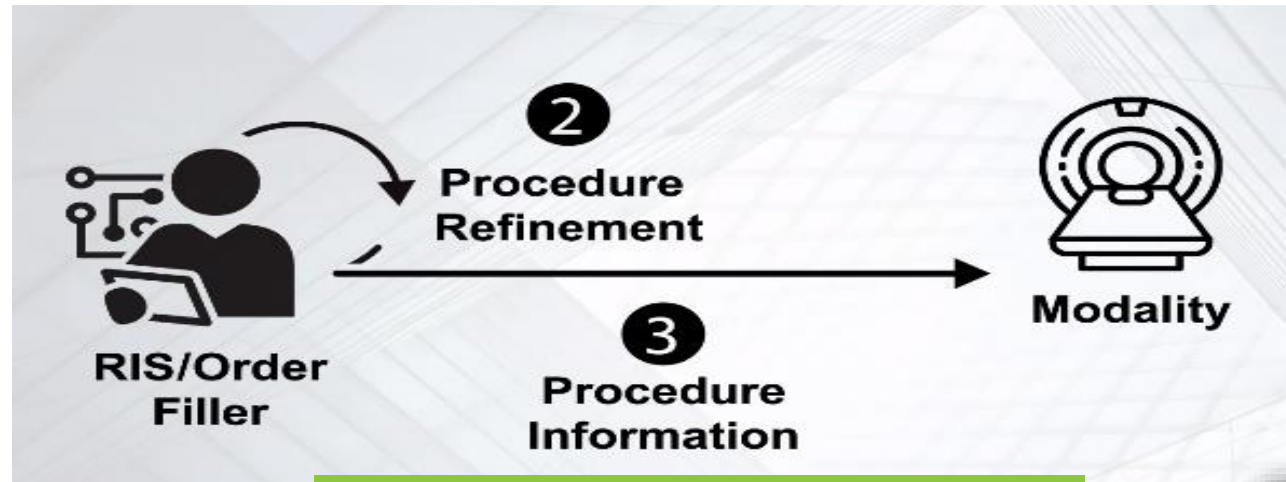 2
Procedure
Refinement
Modality
3
RIS/Order
Filler
Procedure
Information